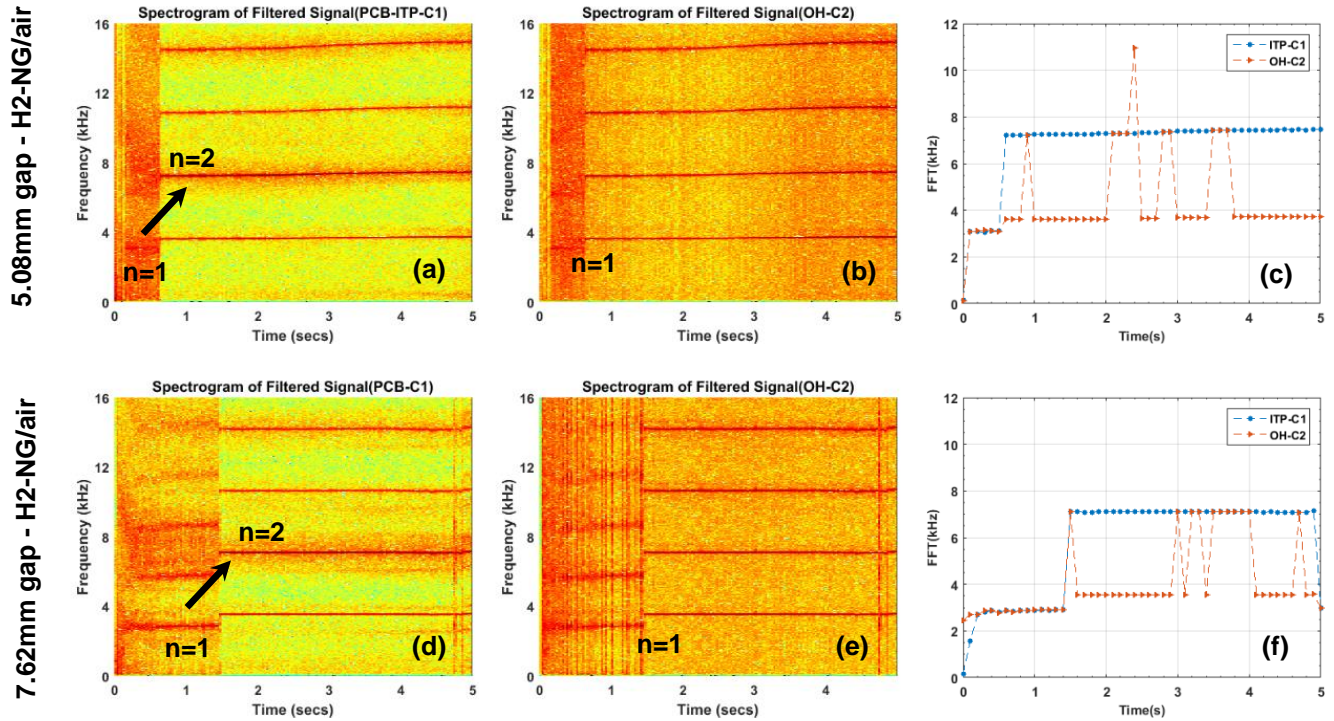 5.08mm gap - H2-NG/air
Spectrogram of Filtered Signal(PCB-ITP-C1)
16
12
8
4
0
Frequency (kHz)
n=2
n=1
(a)
0 1 2 3 4 5
Time (secs)
Spectrogram of Filtered Signal(OH-C2)
16
12
8
4
0
Frequency (kHz)
n=1
(b)
0 1 2 3 4 5
Time (secs)
12
10
8
6
4
2
0
FFT(kHz)
ITP-C1
OH-C2
(c)
0 1 2 3 4 5
Time(s)
7.62mm gap - H2-NG/air
Spectrogram of Filtered Signal(PCB-C1)
16
12
8
4
0
Frequency (kHz)
n=2
n=1
(d)
0 1 2 3 4 5
Time (secs)
Spectrogram of Filtered Signal(OH-C2)
16
12
8
4
0
Frequency (kHz)
n=1
(e)
0 1 2 3 4 5
Time (secs)
12
10
8
6
4
2
0
FFT(kHz)
ITP-C1
OH-C2
(f)
0 1 2 3 4 5
Time(s)